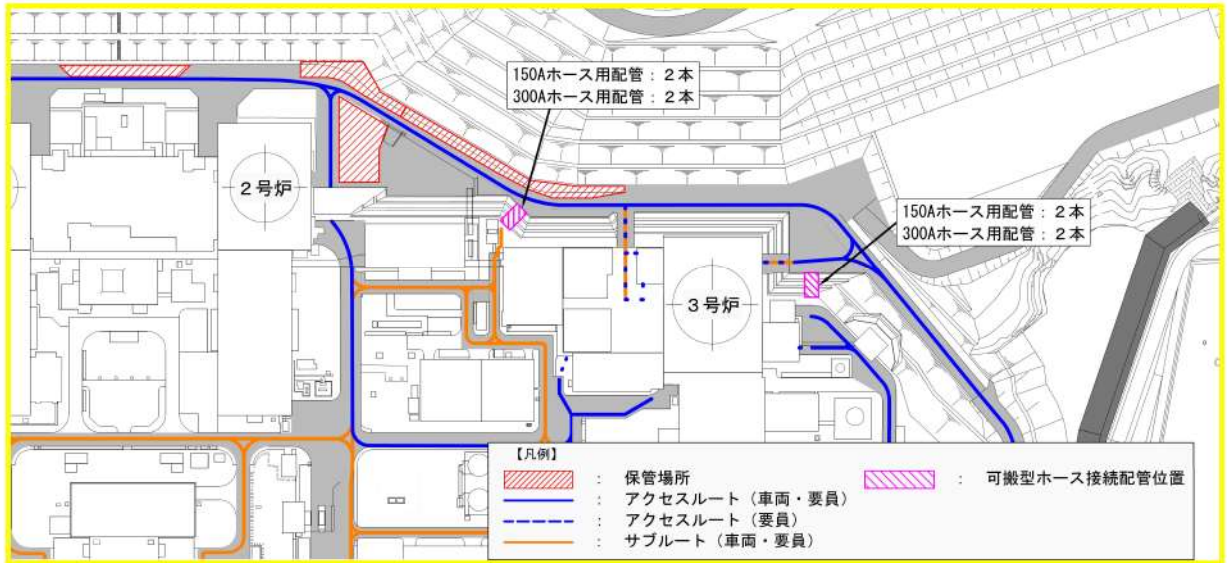 150Aホース用配管：2本
300Aホース用配管：2本
2号炉
150Aホース用配管：2本
300Aホース用配管：2本
3号炉
【凡例】
： 保管場所
： 可搬型ホース接続配管位置
： アクセスルート（車両・要員）
： アクセスルート（要員）
： サブルート（車両・要員）